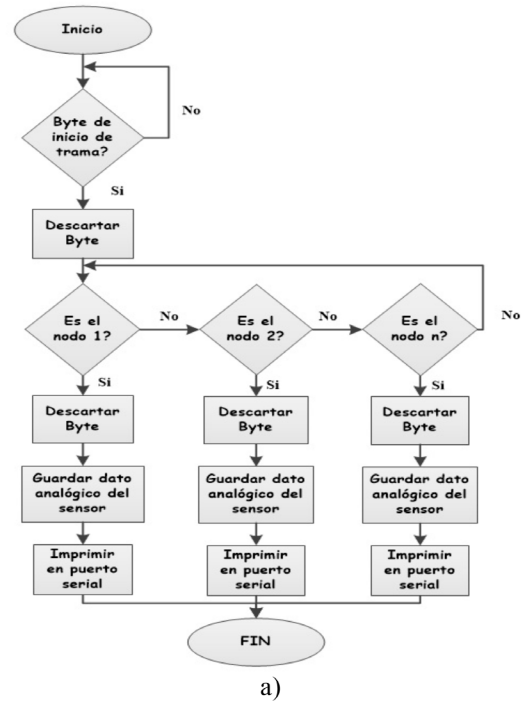 Inicio
Byte de
inicio de
trama?
No
Si
Descartar
Byte
Es el
nodo 1?
No
Es el
nodo 2?
No
Es el
nodo n?
No
Si
Si
Si
Descartar
Byte
Descartar
Byte
Descartar
Byte
Guardar dato
analógico del
sensor
Guardar dato
analógico del
sensor
Guardar dato
analógico del
sensor
Imprimir
en puerto
serial
Imprimir
en puerto
serial
Imprimir
en puerto
serial
FIN
a)